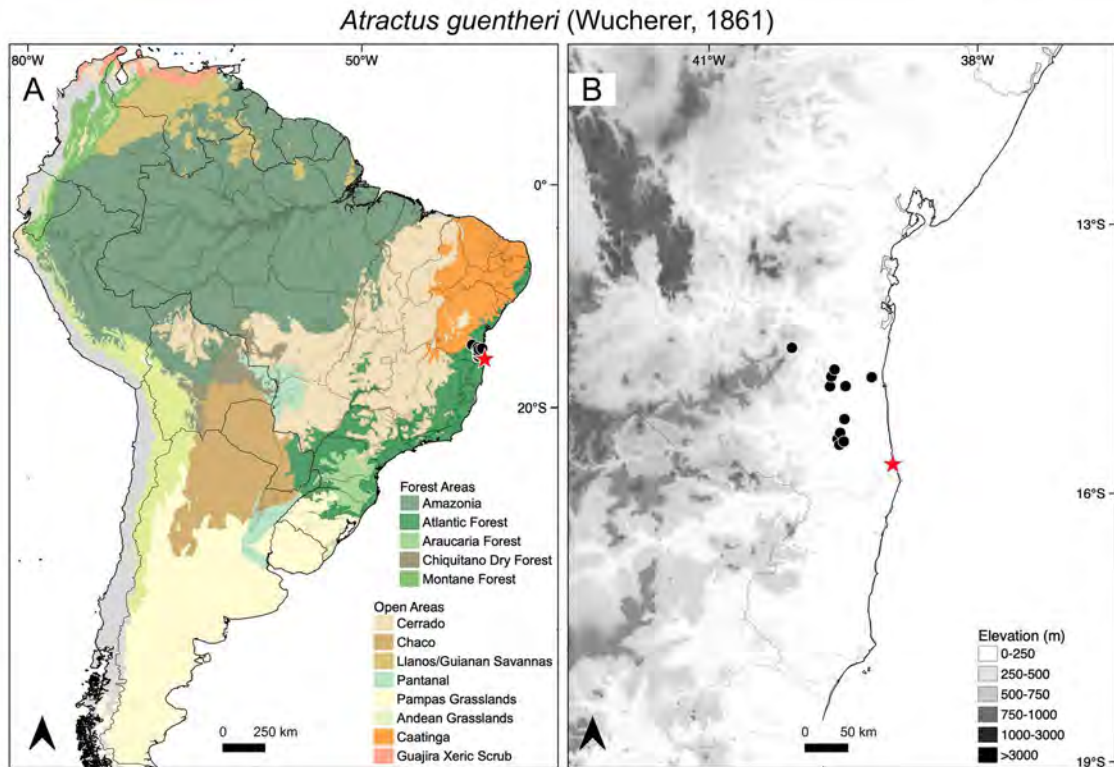 Atractus guentheri (Wucherer, 1861)
80°W
50°W
A
0°
20°S
Forest Areas
Amazonia
Atlantic Forest
Araucaria Forest
Chiquitano Dry Forest
Montane Forest
Open Areas
Cerrado
Chaco
Llanos/Guianan Savannas
Pantanal
Pampas Grasslands
Andean Grasslands
Caatinga
Guajira Xeric Scrub
0 250 km
41°W
38°W
B
13°S
16°S
Elevation (m)
0-250
250-500
500-750
750-1000
1000-3000
>3000
0 50 km
19°S